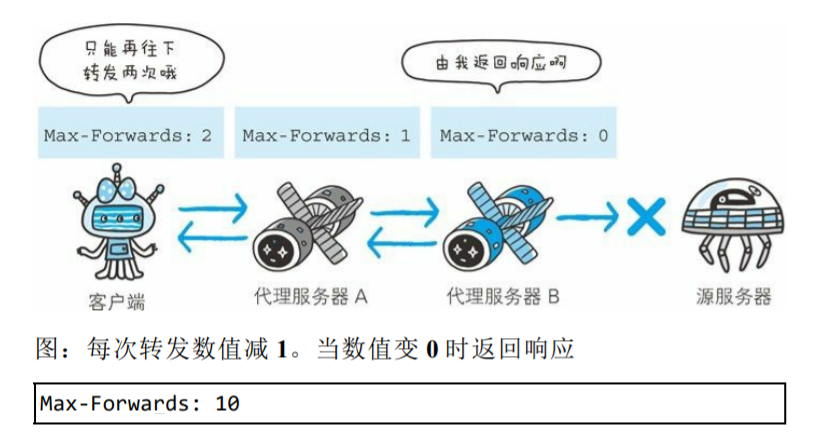 只能再往下
转发两次哦
由我返回响应啊
Max-Forwards: 2
Max-Forwards: 1
Max-Forwards: 0
客户端
代理服务器 A
代理服务器 B
源服务器
图：每次转发数值减 1。当数值变 0 时返回响应
Max-Forwards: 10